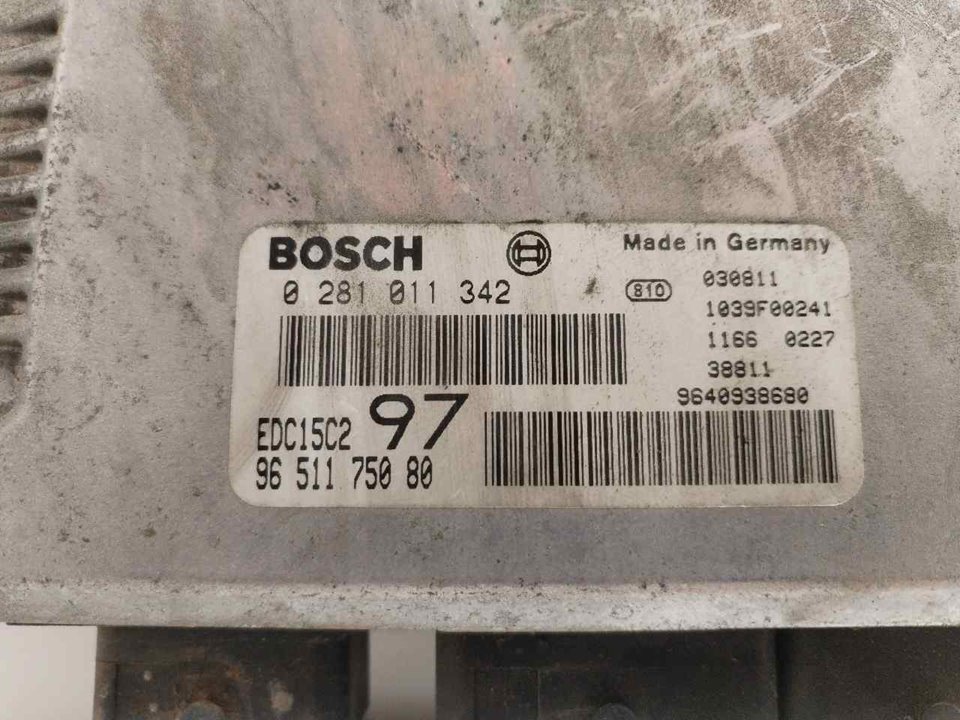 BOSCH
Made in Germany
0 281 011 342
810
030811
1039F00241
1166 0227
38811
9640938680
EDC15C2 97
96 511 750 80